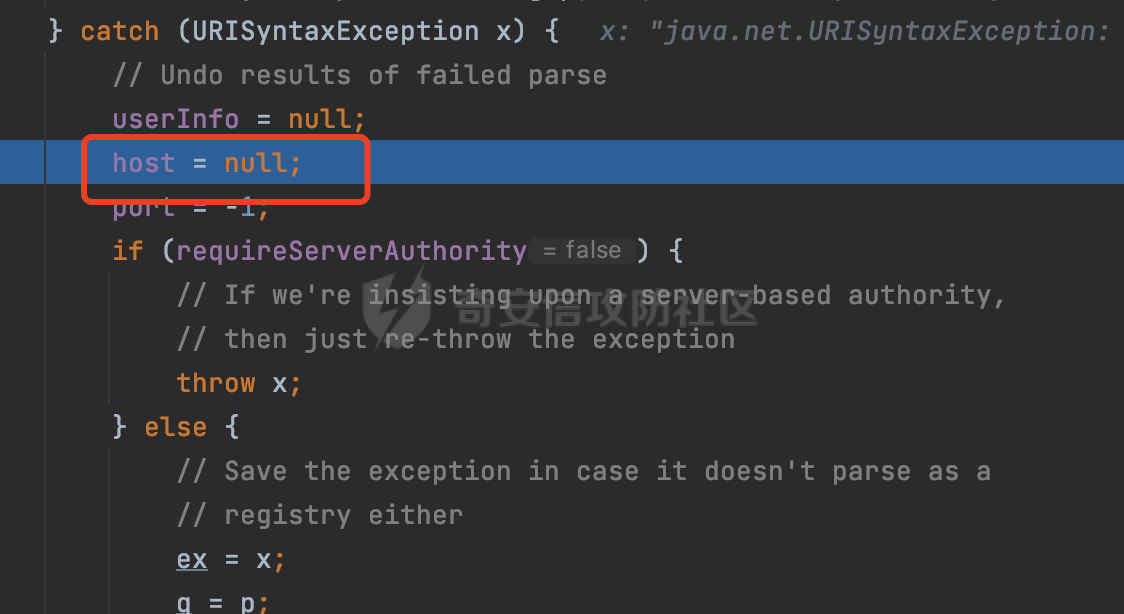 } catch (URISyntaxException x) {   x: "java.net.URISyntaxException:
// Undo results of failed parse
userInfo = null;
host = null;
port = -1;
if (requireServerAuthority = false) {
// If we're insisting upon a server-based authority,
// then just re-throw the exception
throw x;
} else {
// Save the exception in case it doesn't parse as a
// registry either
ex = x;
q = p;
奇安信攻防社区